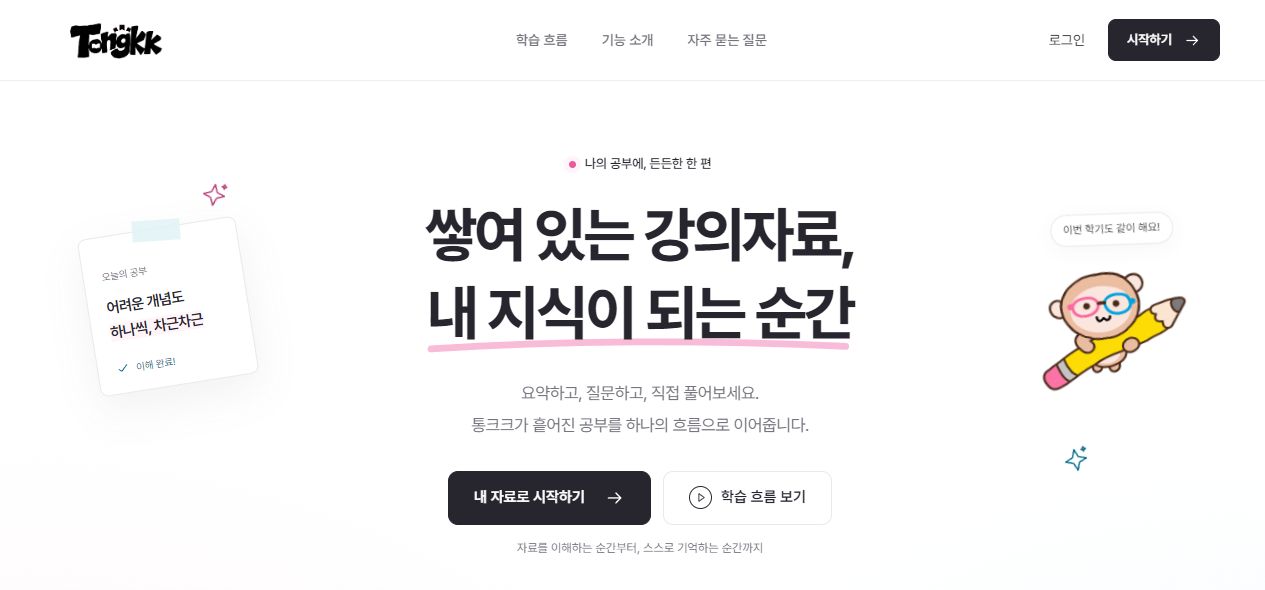 Tongkk
학습 흐름
기능 소개
자주 묻는 질문
로그인
시작하기
나의 공부에, 든든한 한 편
쌓여 있는 강의자료,
내 지식이 되는 순간
오늘의 공부
어려운 개념도
하나씩, 차근차근
이해 완료!
이번 학기도 같이 해요!
요약하고, 질문하고, 직접 풀어보세요.
통크크가 흩어진 공부를 하나의 흐름으로 이어줍니다.
내 자료로 시작하기
학습 흐름 보기
자료를 이해하는 순간부터, 스스로 기억하는 순간까지